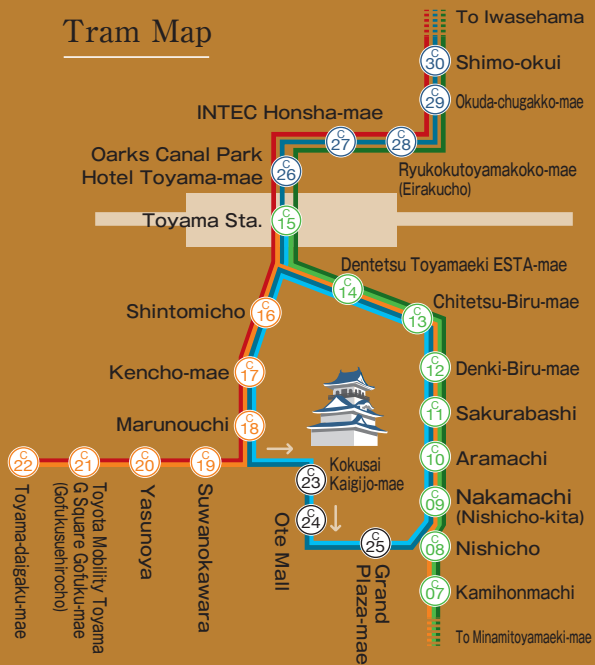 Tram Map
To Iwasehama
C
30
Shimo-okui
C
29
Okuda-chugakko-mae
INTEC Honsha-mae
C
27
C
28
Ryukokutoyamakoko-mae
(Eirakucho)
Oarks Canal Park
Hotel Toyama-mae
C
26
Toyama Sta.
C
15
Dentetsu Toyamaeki ESTA-mae
C
14
Chitetsu-Biru-mae
C
13
Shintomicho
C
16
Kencho-mae
C
17
Denki-Biru-mae
C
12
Marunouchi
C
18
→
Sakurabashi
C
11
Aramachi
C
10
C
22
Toyama-daigaku-mae
C
21
Toyota Mobility Toyama
G Square Gofuku-mae
(Gofukusuehirocho)
C
20
Yasunoya
C
19
Suwanokawara
Kokusai
Kaigijo-mae
C
23
C
24
↓
Ote Mall
C
25
Grand
Plaza-mae
C
09
Nakamachi
(Nishicho-kita)
C
08
Nishicho
C
07
Kamihonmachi
To Minamitoyamaeki-mae